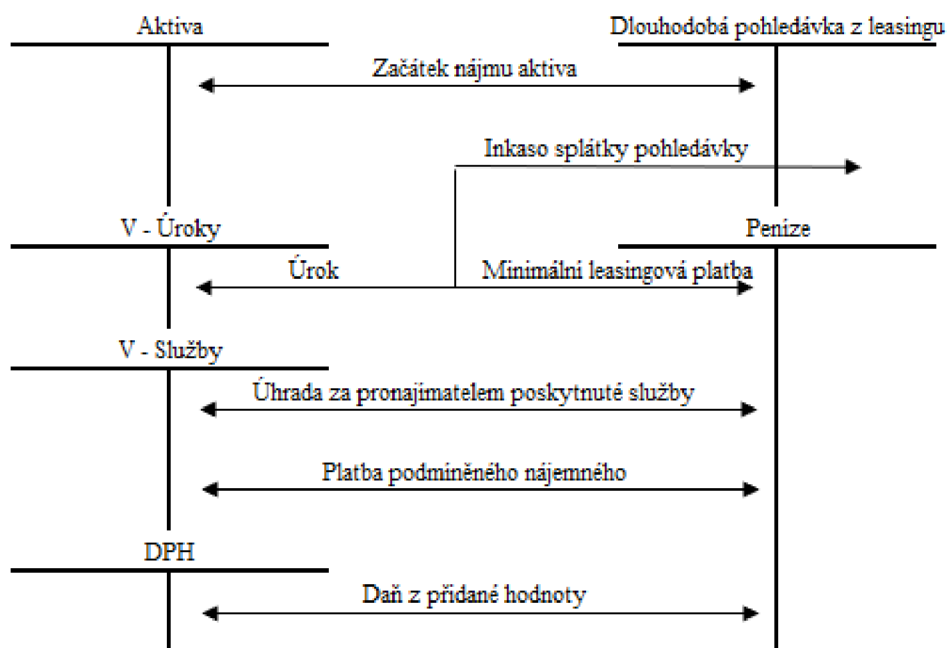 Aktiva
Dlouhodobá pohledávka z leasingu
Začátek nájmu aktiva
Inkaso splátky pohledávky
V - Úroky
Peníze
Úrok
Minimální leasingová platba
V - Služby
Úhrada za pronajímatelem poskytnuté služby
Platba podmíněného nájemného
DPH
Daň z přidané hodnoty